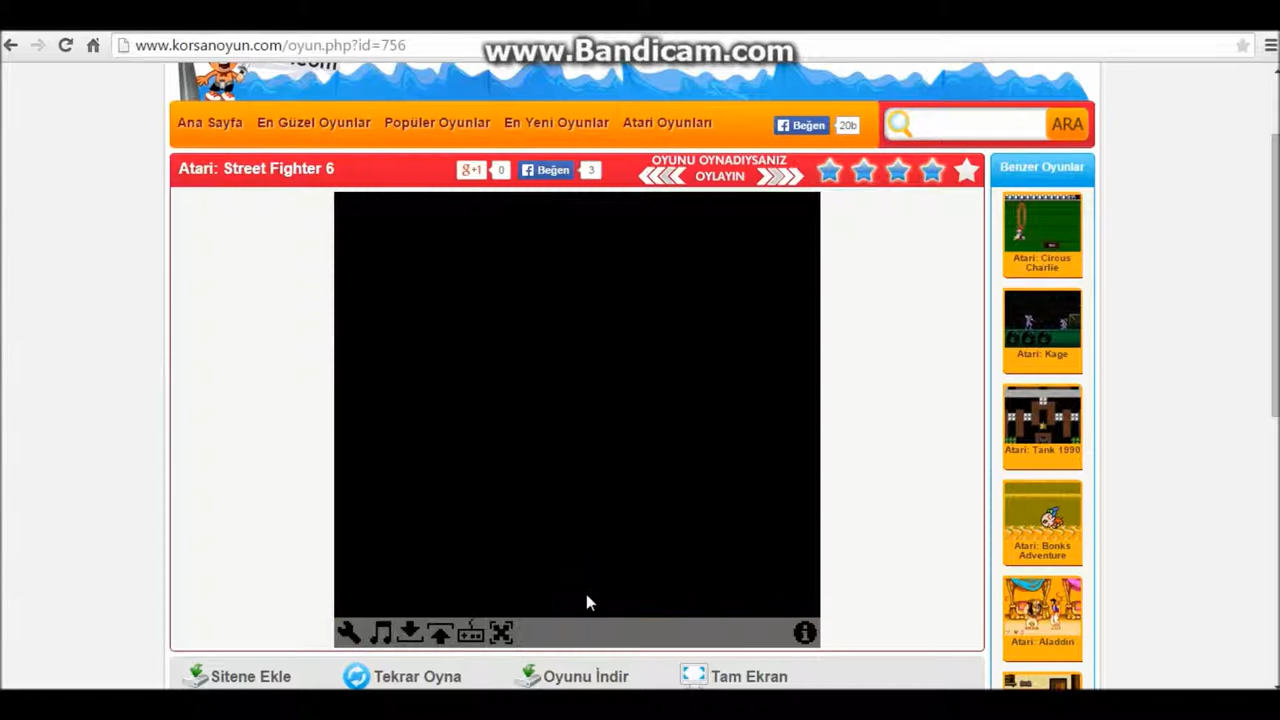 www.korsanoyun.com/oyun.php?id=756
www.Bandicam.com
.com
Ana Sayfa En Güzel Oyunlar Popüler Oyunlar En Yeni Oyunlar Atari Oyunları Beğen 20b ARA
Atari: Street Fighter 6 g+1 0 Beğen 3
OYUNU OYNADIYSANIZ
OYLAYIN
Benzer Oyunlar
Atari: Circus
Charlie
Atari: Kage
Atari: Tank 1990
Atari: Bonks
Adventure
Atari: Aladdin
Sitene Ekle Tekrar Oyna Oyunu İndir Tam Ekran